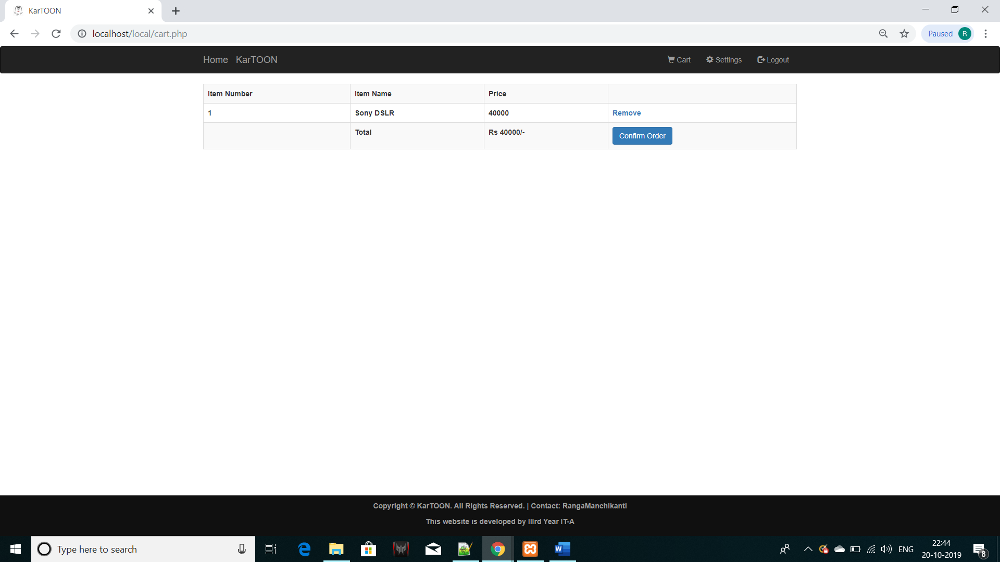 KarTOON
localhost/local/cart.php
Paused R
Home KarTOON Cart Settings Logout
Item Number Item Name Price
1 Sony DSLR 40000 Remove
Total Rs 40000/- Confirm Order
Copyright © KarTOON. All Rights Reserved. | Contact: RangaManchikanti
This website is developed by IIIrd Year IT-A
Type here to search
ENG
22:44
20-10-2019
8